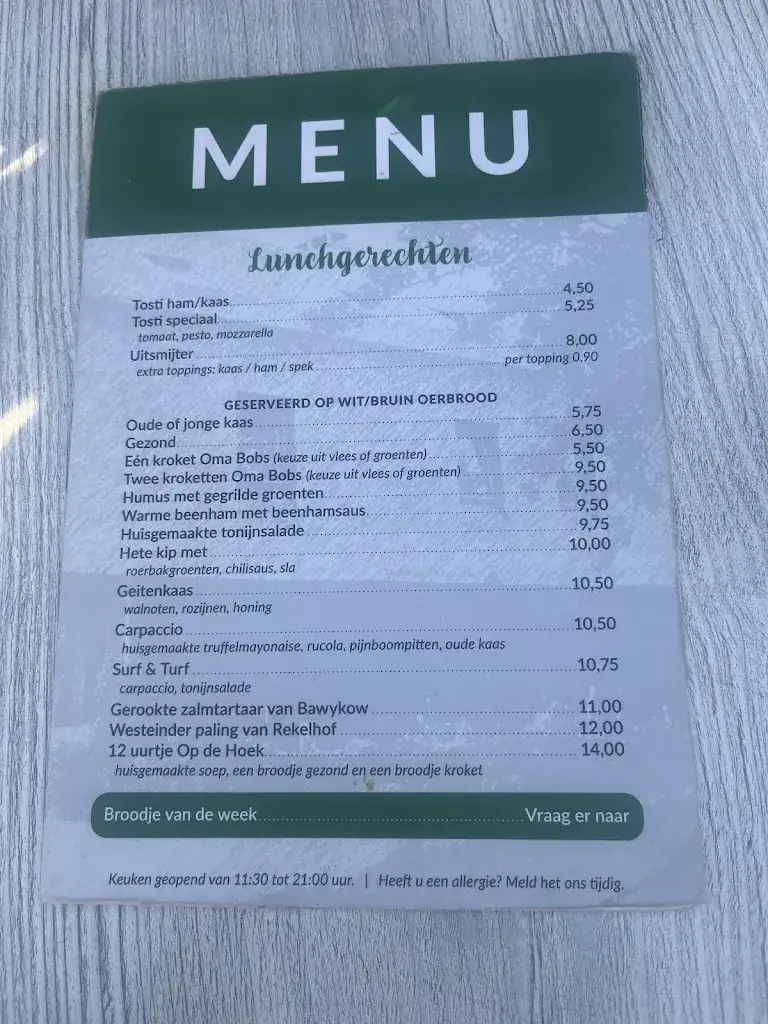 MENU
Lunchgerechten
Tosti ham/kaas 4,50
Tosti speciaal 5,25
tomaat, pesto, mozzarella
Uitsmijter 8,00
extra toppings: kaas / ham / spek per topping 0,90
GESERVEERD OP WIT/BRUIN OERBROOD
Oude of jonge kaas 5,75
Gezond 6,50
Eén kroket Oma Bobs (keuze uit vlees of groenten) 5,50
Twee kroketten Oma Bobs (keuze uit vlees of groenten) 9,50
Humus met gegrilde groenten 9,50
Warme beenham met beenhamsaus 9,50
Huisgemaakte tonijnsalade 9,75
Hete kip met 10,00
roerbakgroenten, chilisaus, sla
Geitenkaas 10,50
walnoten, rozijnen, honing
Carpaccio 10,50
huisgemaakte truffelmayonaise, rucola, pijnboompitten, oude kaas
Surf & Turf 10,75
carpaccio, tonijnsalade
Gerookte zalmtartaar van Bawykow 11,00
Westeinder paling van Rekelhof 12,00
12 uurtje Op de Hoek 14,00
huisgemaakte soep, een broodje gezond en een broodje kroket
Broodje van de week Vraag er naar
Keuken geopend van 11:30 tot 21:00 uur. | Heeft u een allergie? Meld het ons tijdig.